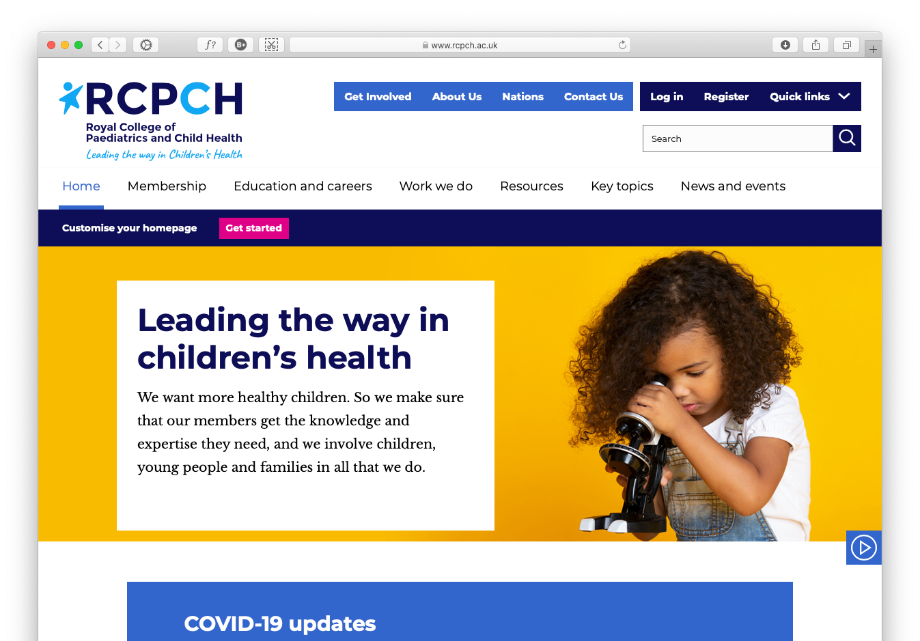 f?
B+
www.rcpch.ac.uk
RCPCH
Royal College of
Paediatrics and Child Health
Leading the way in Children's Health
Get Involved About Us Nations Contact Us
Log in Register Quick links
Search
Home Membership Education and careers Work we do Resources Key topics News and events
Customise your homepage Get started
Leading the way in
children’s health
We want more healthy children. So we make sure
that our members get the knowledge and
expertise they need, and we involve children,
young people and families in all that we do.
COVID-19 updates